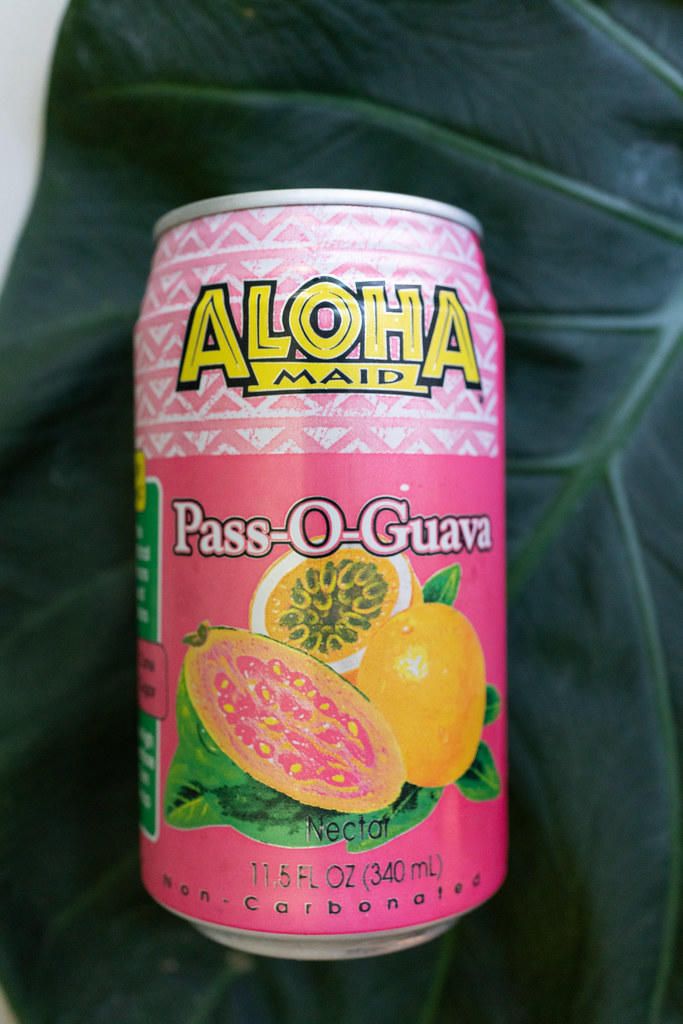 ALOHA
MAID
Pass-O-Guava
Nectar
11.5 FL OZ (340 mL)
Non-Carbonated